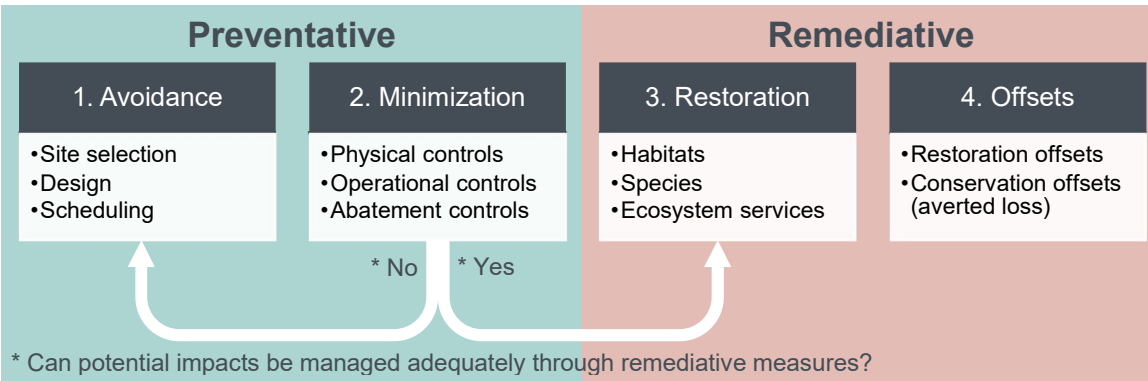 Preventative
Remediative
1. Avoidance
•Site selection
•Design
•Scheduling
2. Minimization
•Physical controls
•Operational controls
•Abatement controls
3. Restoration
•Habitats
•Species
•Ecosystem services
4. Offsets
•Restoration offsets
•Conservation offsets
(averted loss)
* No
* Yes
* Can potential impacts be managed adequately through remediative measures?